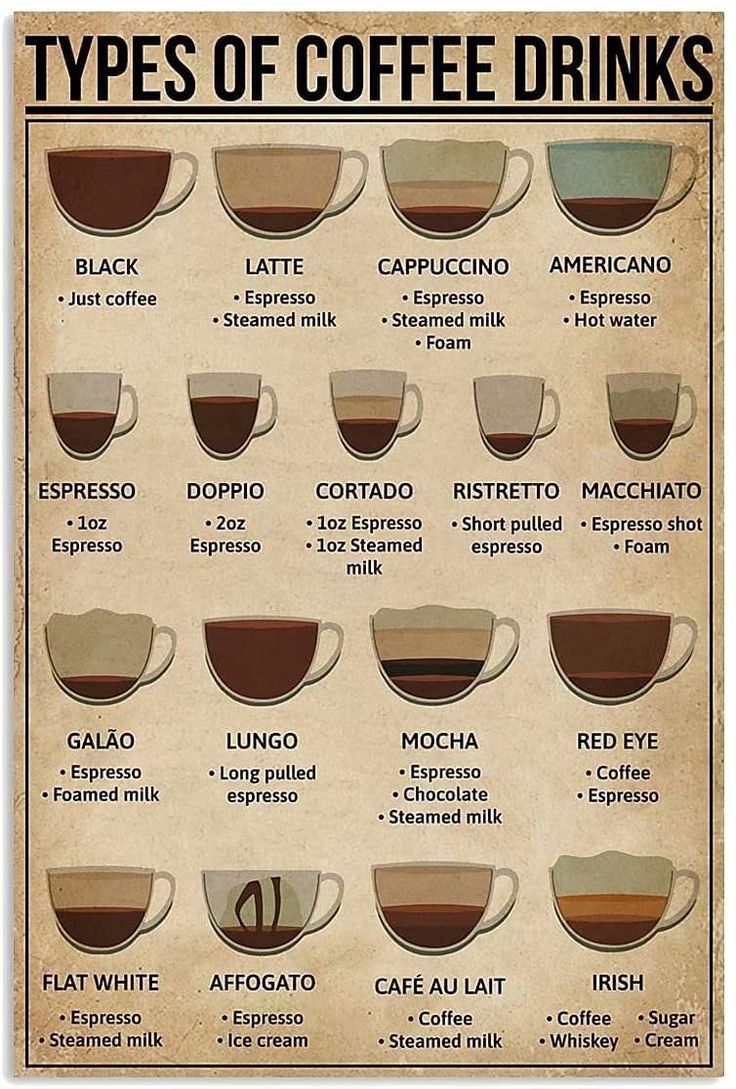 TYPES OF COFFEE DRINKS
BLACK
• Just coffee
LATTE
• Espresso
• Steamed milk
CAPPUCCINO
• Espresso
• Steamed milk
• Foam
AMERICANO
• Espresso
• Hot water
ESPRESSO
• 1oz
Espresso
DOPPIO
• 2oz
Espresso
CORTADO
• 1oz Espresso
• 1oz Steamed
milk
RISTRETTO
• Short pulled
espresso
MACCHIATO
• Espresso shot
• Foam
GALÃO
• Espresso
• Foamed milk
LUNGO
• Long pulled
espresso
MOCHA
• Espresso
• Chocolate
• Steamed milk
RED EYE
• Coffee
• Espresso
FLAT WHITE
• Espresso
• Steamed milk
AFFOGATO
• Espresso
• Ice cream
CAFÉ AU LAIT
• Coffee
• Steamed milk
IRISH
• Coffee • Sugar
• Whiskey • Cream